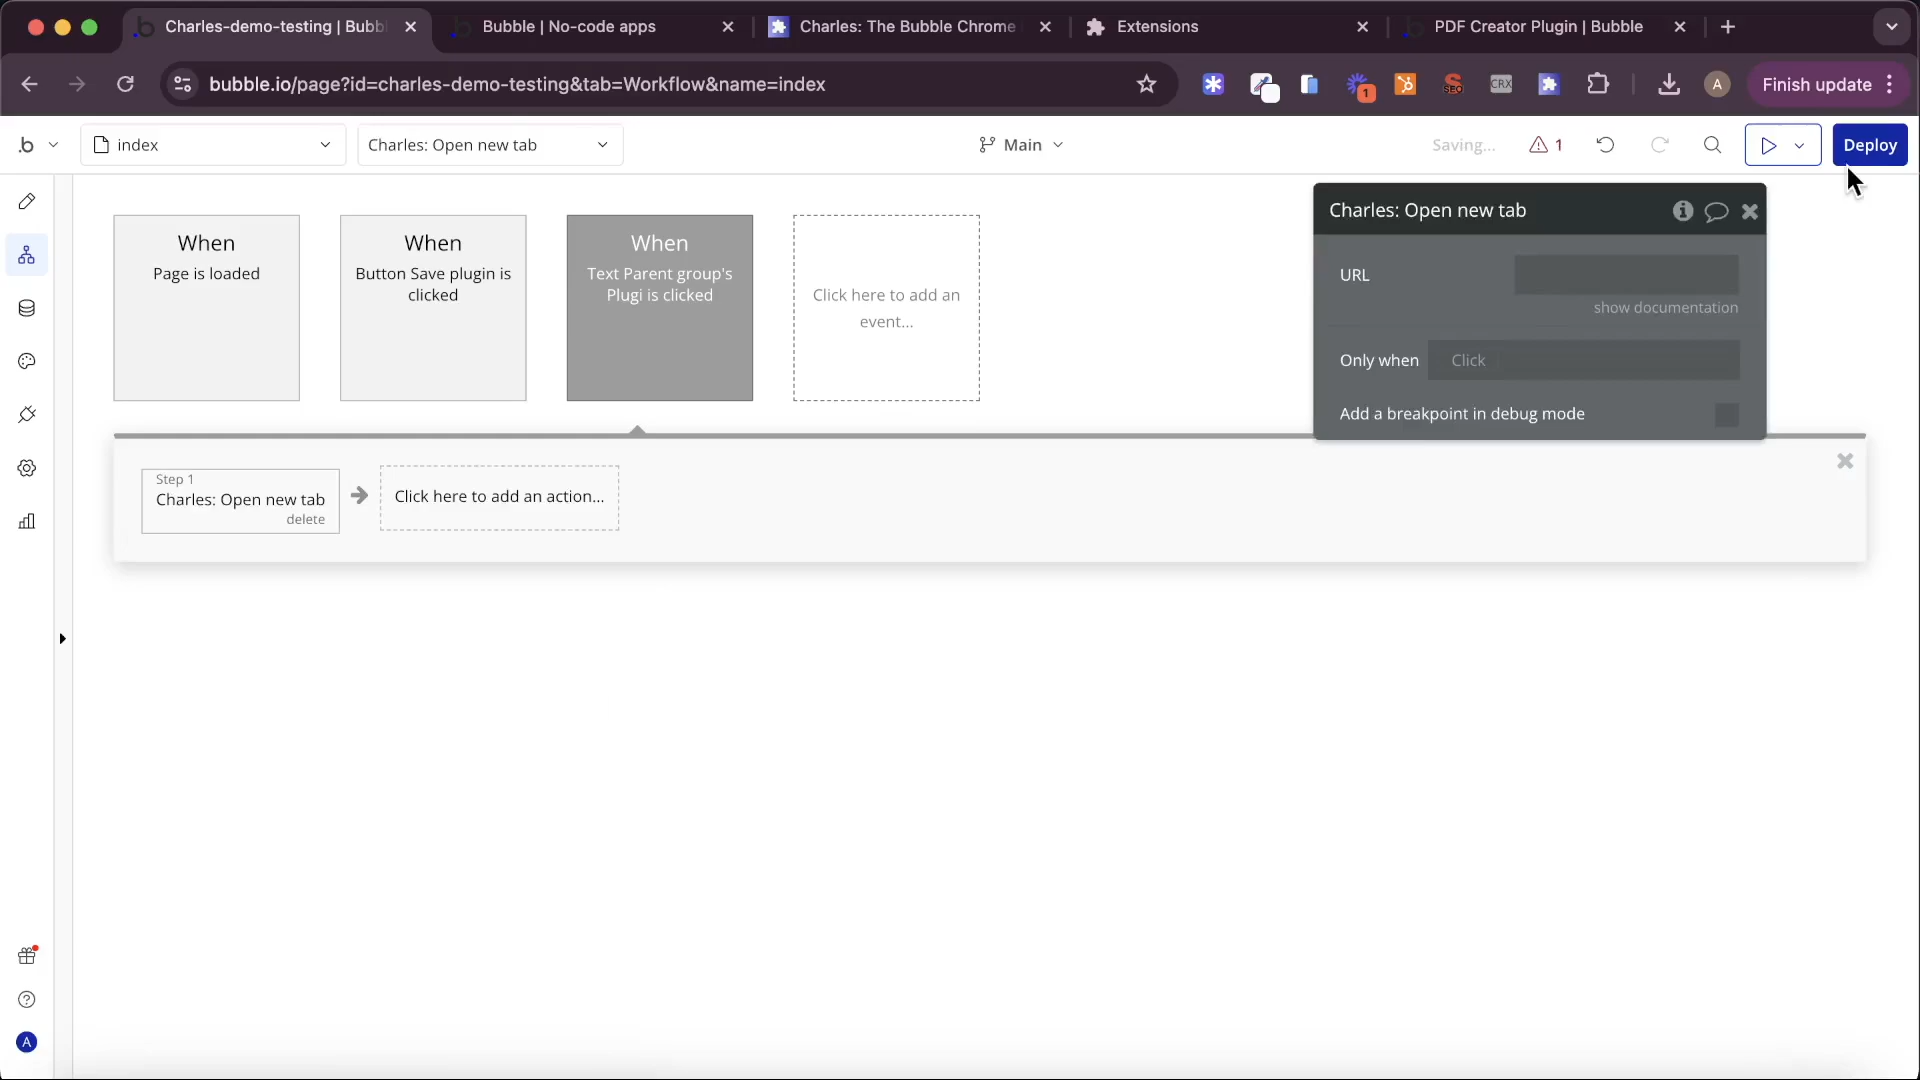 Charles-demo-testing | Bubb
Bubble | No-code apps
Charles: The Bubble Chrome
Extensions
PDF Creator Plugin | Bubble
bubble.io/page?id=charles-demo-testing&tab=Workflow&name=index
1
SEO
CRX
A
Finish update
.b
index
Charles: Open new tab
Main
Saving...
1
Deploy
When
Page is loaded
When
Button Save plugin is
clicked
When
Text Parent group's
Plugi is clicked
Click here to add an
event...
Charles: Open new tab
URL
show documentation
Only when
Click
Add a breakpoint in debug mode
Step 1
Charles: Open new tab
delete
Click here to add an action...
A